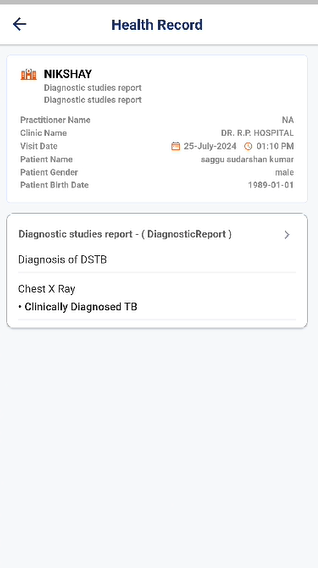 Health Record
NIKSHAY
Diagnostic studies report
Diagnostic studies report
Practitioner Name NA
Clinic Name DR. R.P. HOSPITAL
Visit Date 25-July-2024 01:10 PM
Patient Name saggu sudarshan kumar
Patient Gender male
Patient Birth Date 1989-01-01
Diagnostic studies report - ( DiagnosticReport )
Diagnosis of DSTB
Chest X Ray
• Clinically Diagnosed TB